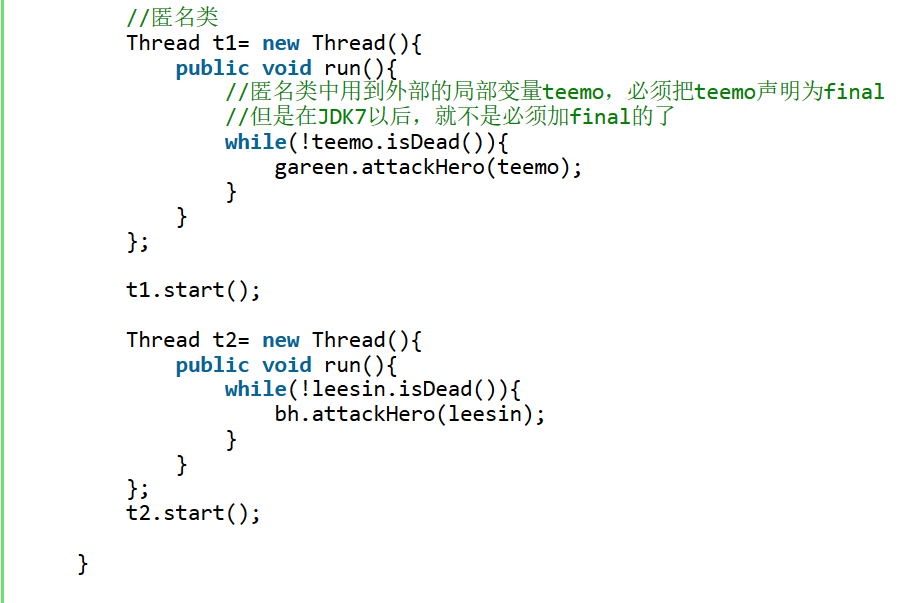 //匿名类
Thread t1= new Thread(){
public void run(){
//匿名类中用到外部的局部变量teemo，必须把teemo声明为final
//但是在JDK7以后，就不是必须加final的了
while(!teemo.isDead()){
gareen.attackHero(teemo);
}
}
};
t1.start();
Thread t2= new Thread(){
public void run(){
while(!leesin.isDead()){
bh.attackHero(leesin);
}
}
};
t2.start();
}